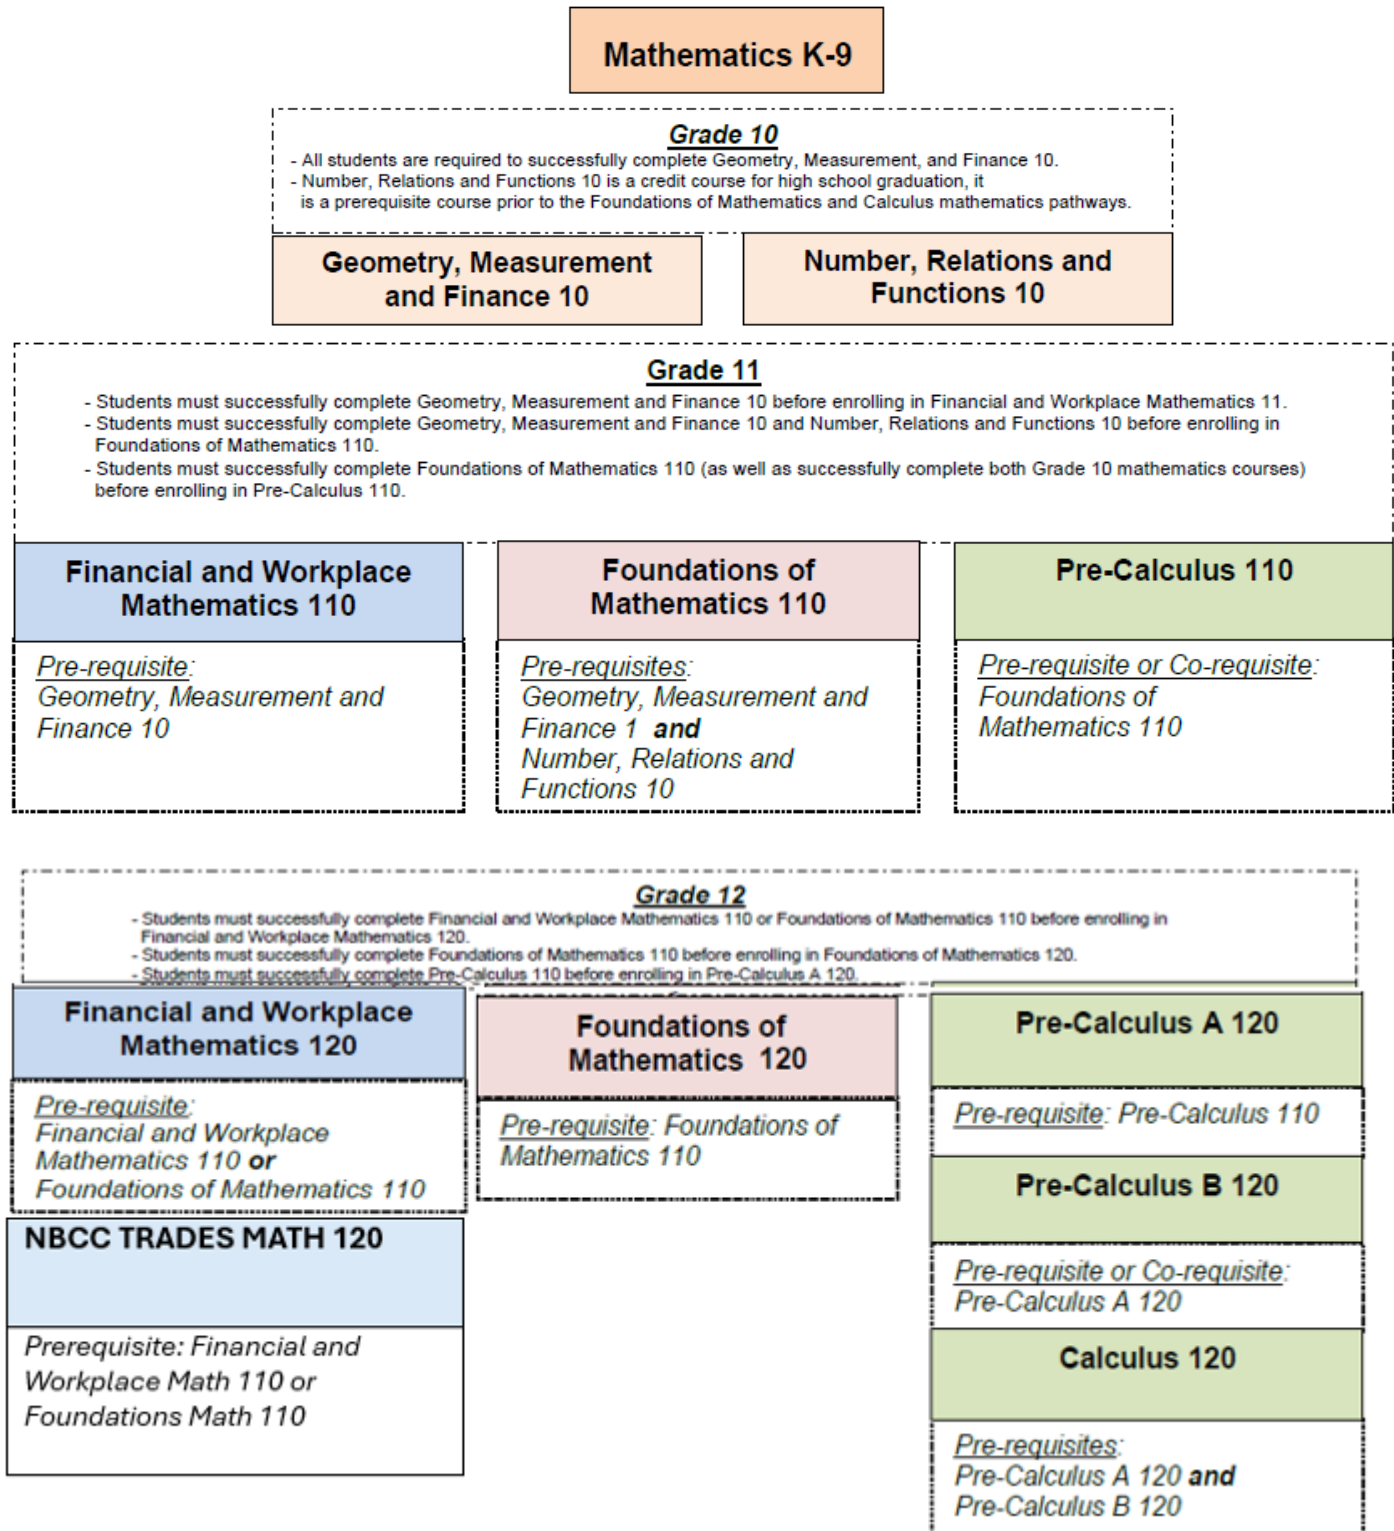 Mathematics K-9
Grade 10
- All students are required to successfully complete Geometry, Measurement, and Finance 10.
- Number, Relations and Functions 10 is a credit course for high school graduation, it
is a prerequisite course prior to the Foundations of Mathematics and Calculus mathematics pathways.
Geometry, Measurement
and Finance 10
Number, Relations and
Functions 10
Grade 11
- Students must successfully complete Geometry, Measurement and Finance 10 before enrolling in Financial and Workplace Mathematics 11.
- Students must successfully complete Geometry, Measurement and Finance 10 and Number, Relations and Functions 10 before enrolling in
Foundations of Mathematics 110.
- Students must successfully complete Foundations of Mathematics 110 (as well as successfully complete both Grade 10 mathematics courses)
before enrolling in Pre-Calculus 110.
Financial and Workplace
Mathematics 110
Pre-requisite:
Geometry, Measurement and
Finance 10
Foundations of
Mathematics 110
Pre-requisites:
Geometry, Measurement and
Finance 1 and
Number, Relations and
Functions 10
Pre-Calculus 110
Pre-requisite or Co-requisite:
Foundations of
Mathematics 110
Grade 12
- Students must successfully complete Financial and Workplace Mathematics 110 or Foundations of Mathematics 110 before enrolling in
Financial and Workplace Mathematics 120.
- Students must successfully complete Foundations of Mathematics 110 before enrolling in Foundations of Mathematics 120.
- Students must successfully complete Pre-Calculus 110 before enrolling in Pre-Calculus A 120.
Financial and Workplace
Mathematics 120
Pre-requisite:
Financial and Workplace
Mathematics 110 or
Foundations of Mathematics 110
NBCC TRADES MATH 120
Prerequisite: Financial and
Workplace Math 110 or
Foundations Math 110
Foundations of
Mathematics 120
Pre-requisite: Foundations of
Mathematics 110
Pre-Calculus A 120
Pre-requisite: Pre-Calculus 110
Pre-Calculus B 120
Pre-requisite or Co-requisite:
Pre-Calculus A 120
Calculus 120
Pre-requisites:
Pre-Calculus A 120 and
Pre-Calculus B 120